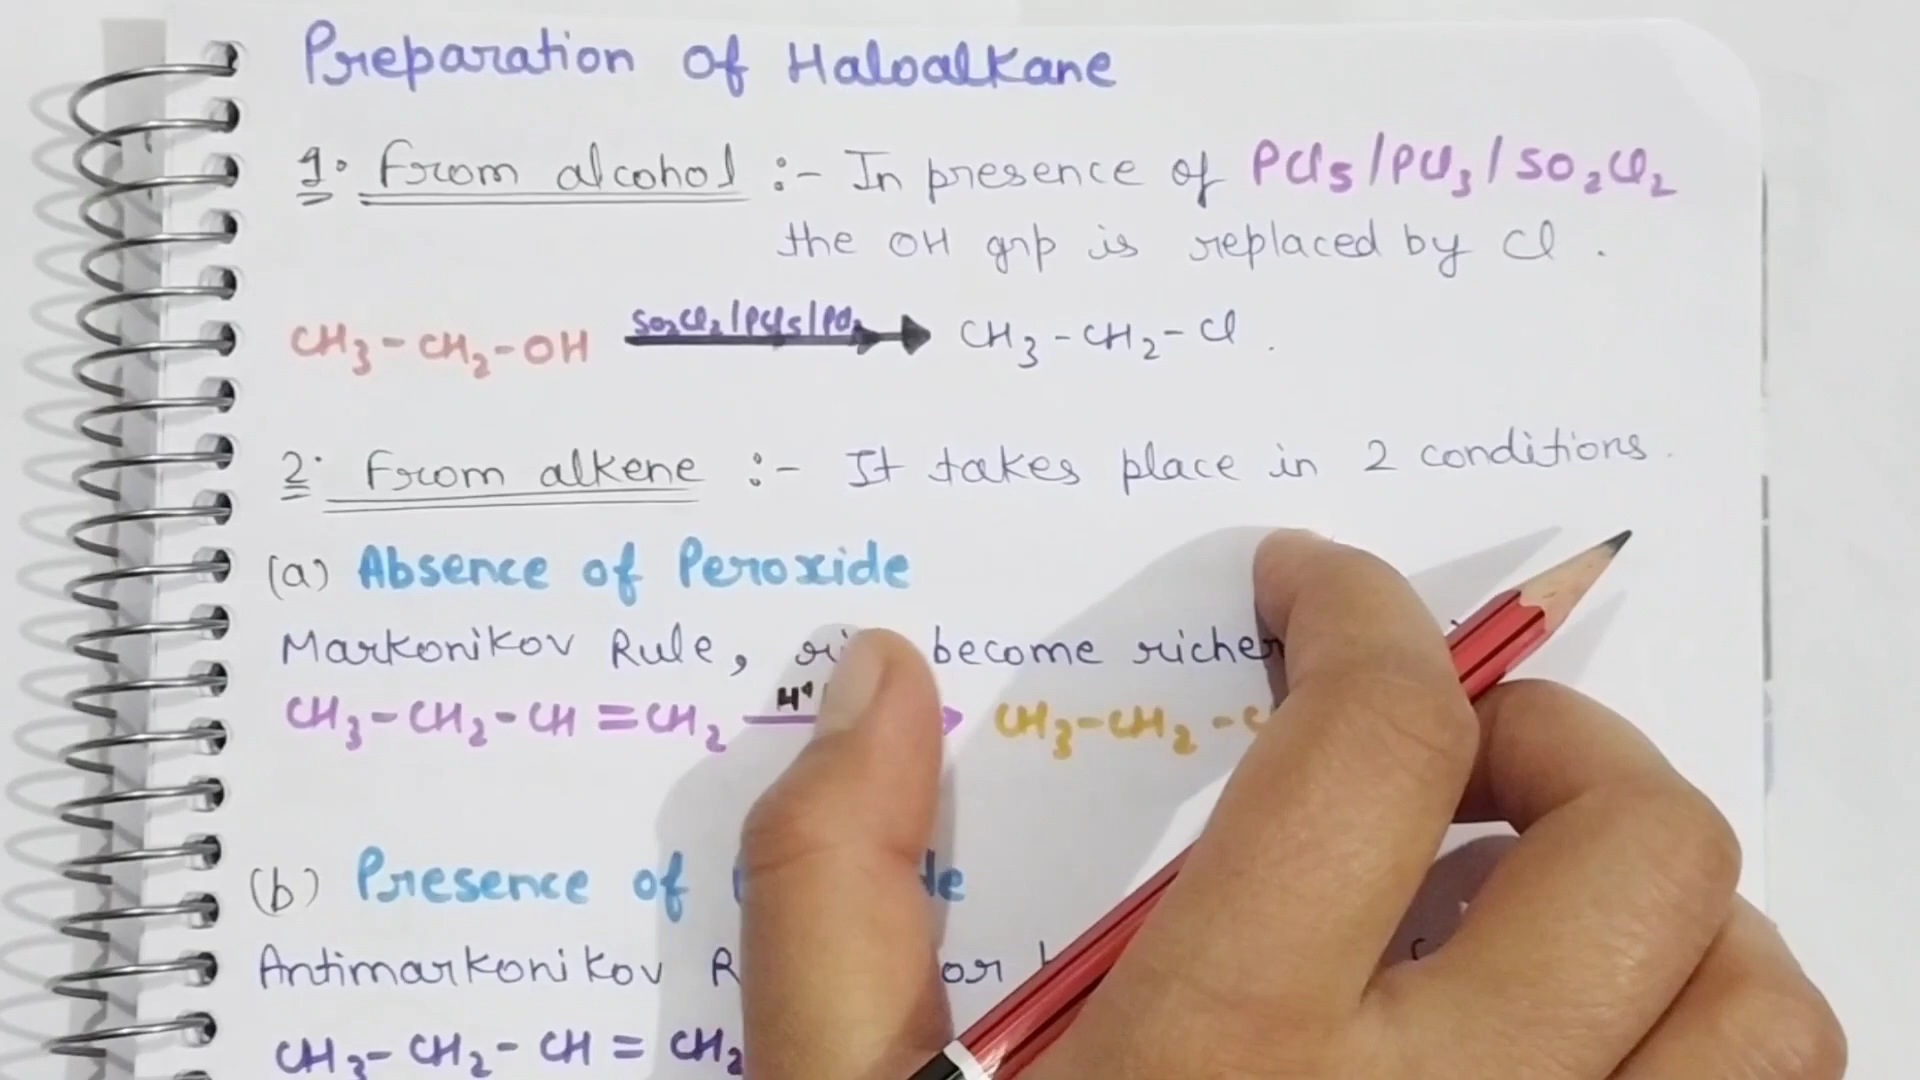 Preparation of Haloalkane
1. From alcohol :- In presence of PCl5/PCl3/SO2Cl2
the OH grp is replaced by Cl.
SO2Cl2/PCl5/PCl3
CH3-CH2-OH CH3-CH2-Cl.
2. From alkene :- It takes place in 2 conditions.
(a) Absence of Peroxide
Markonikov Rule, become richer
CH3-CH2-CH=CH2 CH3-CH2-
(b) Presence of
Antimarkonikov
CH3-CH2-CH=CH2